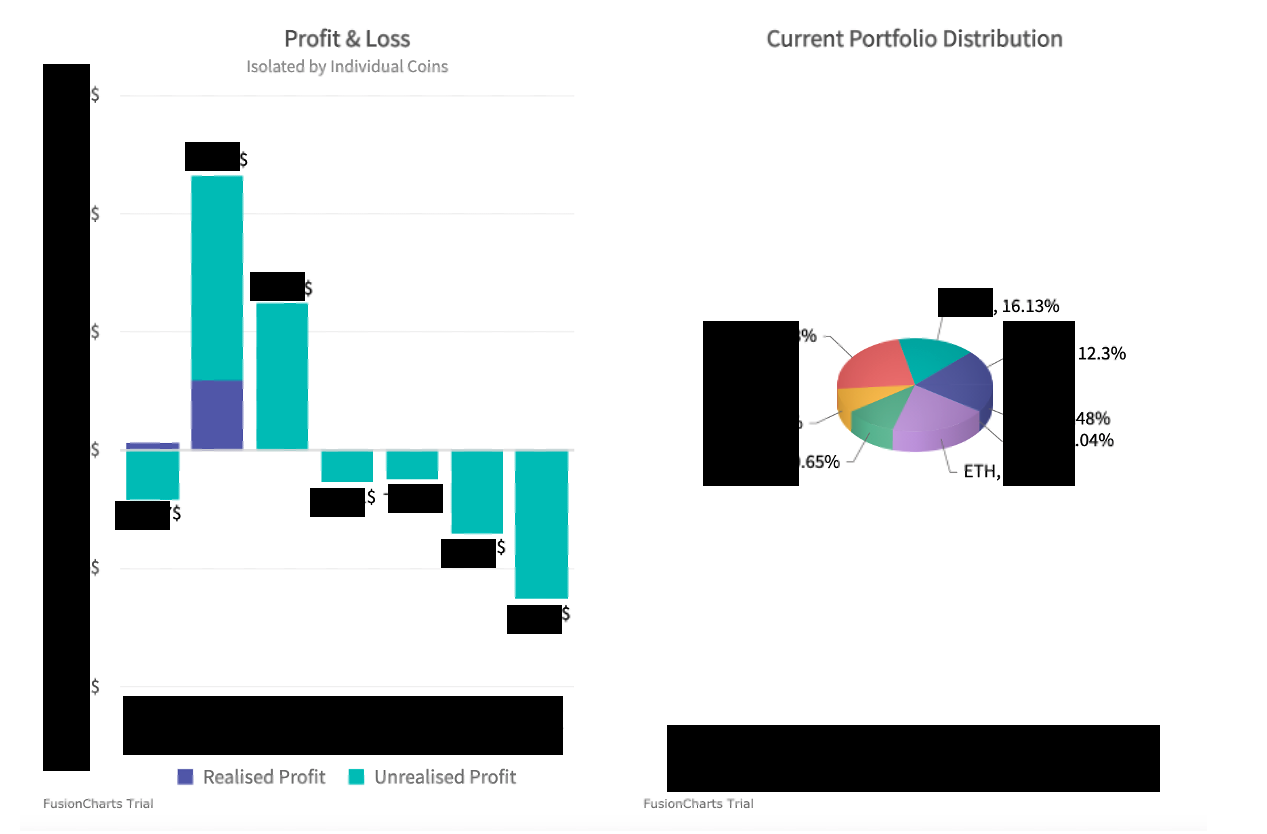 Profit & Loss
Isolated by Individual Coins
$
$
$
$
$
$
$
$
$
$
$
$
Realised Profit
Unrealised Profit
FusionCharts Trial
Current Portfolio Distribution
, 16.13%
12.3%
48%
.04%
ETH,
.65%
%
FusionCharts Trial